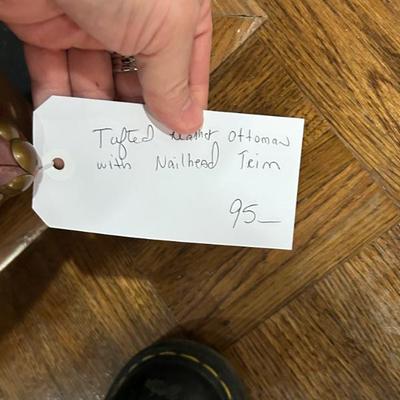 Tufted Leather Ottoman
with Nailhead Trim
95—